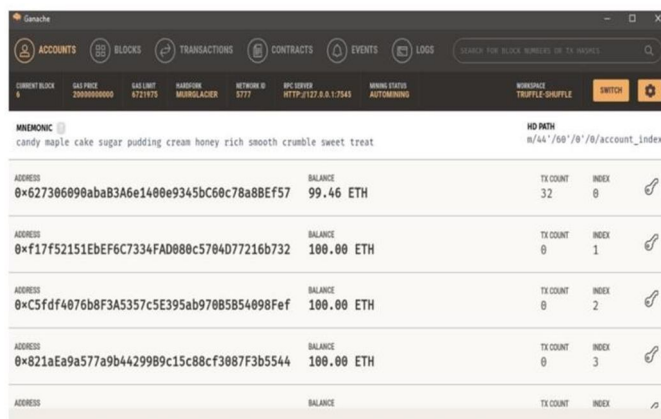 Ganache
ACCOUNTS BLOCKS TRANSACTIONS CONTRACTS EVENTS LOGS SEARCH FOR BLOCK NUMBERS OR TX HASHES
CURRENT BLOCK GAS PRICE GAS LIMIT HARDFORK NETWORK ID RPC SERVER MINING STATUS WORKSPACE
6 20000000000 6721975 MUIRGLACIER 5777 HTTP://127.0.0.1:7545 AUTOMINING TRUFFLE-SHUFFLE SWITCH
MNEMONIC ? HD PATH
candy maple cake sugar pudding cream honey rich smooth crumble sweet treat m/44'/60'/0'/0/account_index
ADDRESS BALANCE TX COUNT INDEX
0×627306090abaB3A6e1400e9345bC60c78a8BEf57 99.46 ETH 32 0
ADDRESS BALANCE TX COUNT INDEX
0×f17f52151EbEF6C7334FAD080c5704D77216b732 100.00 ETH 0 1
ADDRESS BALANCE TX COUNT INDEX
0×C5fdf4076b8F3A5357c5E395ab970B5B54098Fef 100.00 ETH 0 2
ADDRESS BALANCE TX COUNT INDEX
0×821aEa9a577a9b44299B9c15c88cf3087F3b5544 100.00 ETH 0 3
ADDRESS BALANCE TX COUNT INDEX